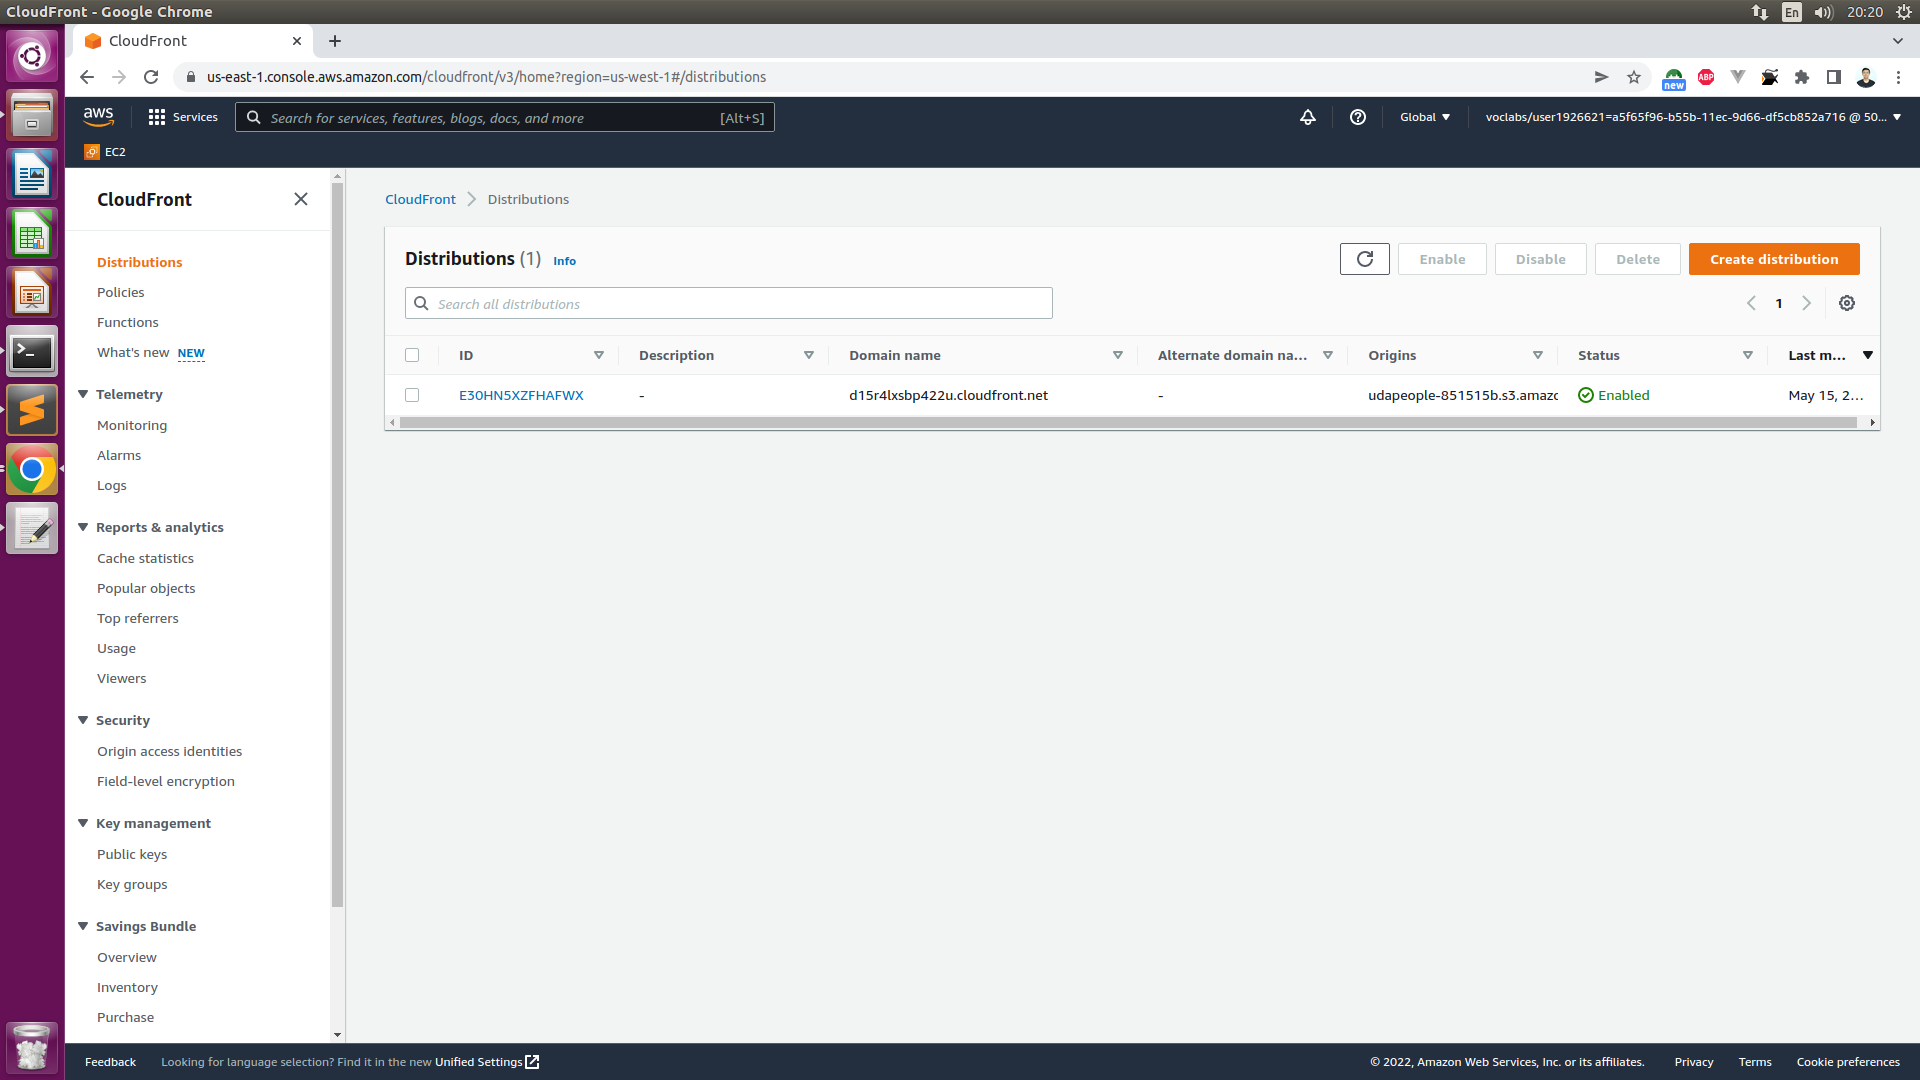 CloudFront - Google Chrome
En
20:20
CloudFront
us-east-1.console.aws.amazon.com/cloudfront/v3/home?region=us-west-1#/distributions
new
ABP
aws
Services
Search for services, features, blogs, docs, and more
[Alt+S]
Global
voclabs/user1926621=a5f65f96-b55b-11ec-9d66-df5cb852a716 @ 50...
EC2
CloudFront
Distributions
Policies
Functions
What's new NEW
Telemetry
Monitoring
Alarms
Logs
Reports & analytics
Cache statistics
Popular objects
Top referrers
Usage
Viewers
Security
Origin access identities
Field-level encryption
Key management
Public keys
Key groups
Savings Bundle
Overview
Inventory
Purchase
CloudFront
Distributions
Distributions (1) Info
Enable
Disable
Delete
Create distribution
Search all distributions
1
ID
Description
Domain name
Alternate domain na...
Origins
Status
Last m...
E30HN5XZFHAFWX
-
d15r4lxsbp422u.cloudfront.net
-
udapeople-851515b.s3.amazc
Enabled
May 15, 2...
Feedback
Looking for language selection? Find it in the new Unified Settings
© 2022, Amazon Web Services, Inc. or its affiliates.
Privacy
Terms
Cookie preferences